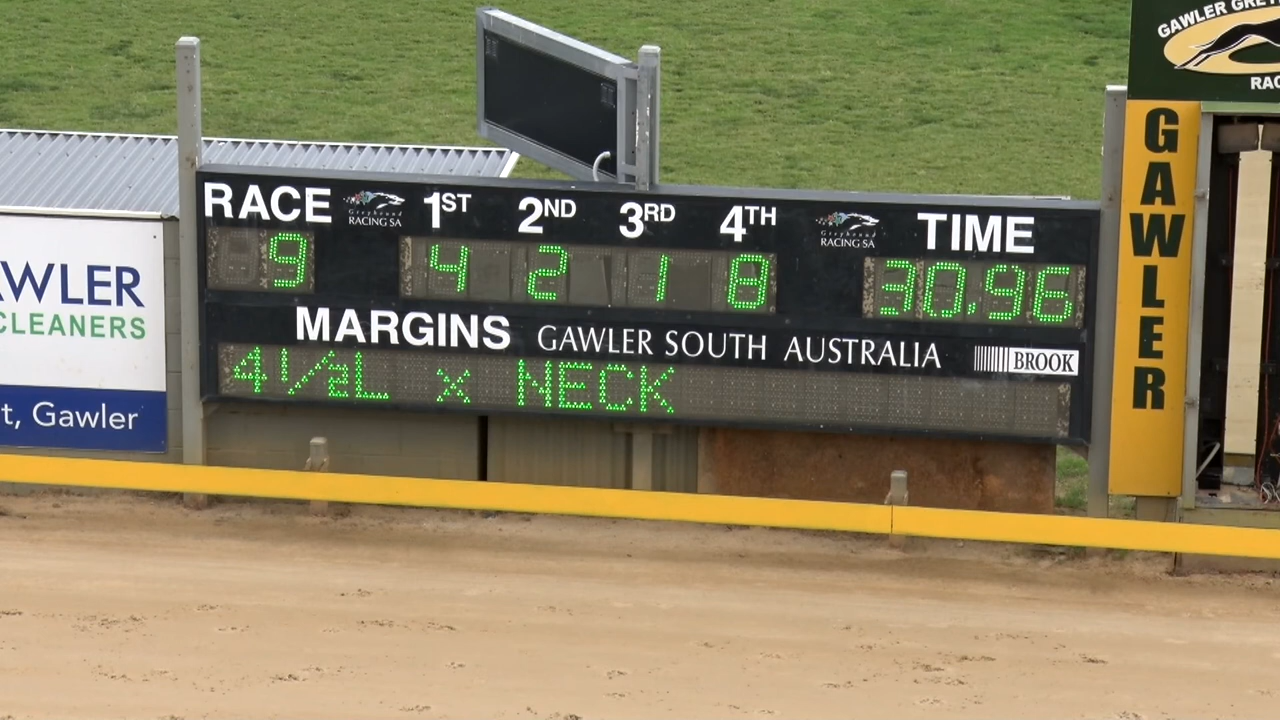 GAWLER GREY
RAC
GAWLER
RACE Greyhound RACING SA 1ST 2ND 3RD 4TH Greyhound RACING SA TIME
9 4 2 1 8 30.96
MARGINS GAWLER SOUTH AUSTRALIA BROOK
4 1/2L x NECK
AWLER
CLEANERS
t, Gawler